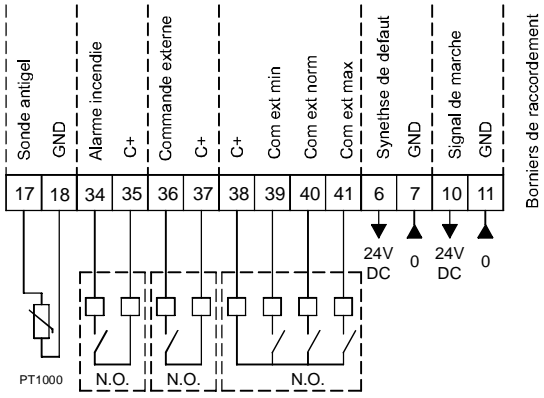 Sonde antigel
GND
Alarme incendie
C+
Commande externe
C+
C+
Com ext min
Com ext norm
Com ext max
Synethse de defaut
GND
Signal de marche
GND
Borniers de raccordement
17 18 34 35 36 37 38 39 40 41 6 7 10 11
24V
DC
0
24V
DC
0
PT1000
N.O.
N.O.
N.O.